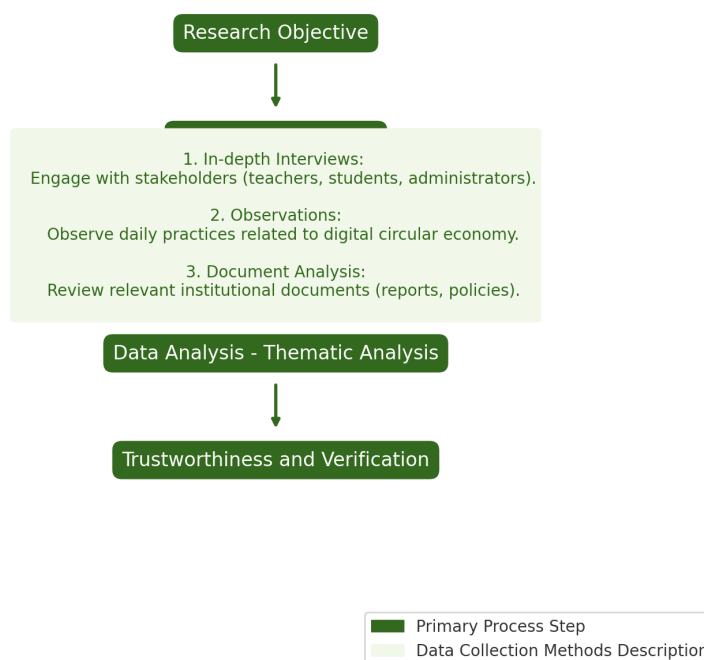 Research Objective
1. In-depth Interviews:
Engage with stakeholders (teachers, students, administrators).
2. Observations:
Observe daily practices related to digital circular economy.
3. Document Analysis:
Review relevant institutional documents (reports, policies).
Data Analysis - Thematic Analysis
Trustworthiness and Verification
Primary Process Step
Data Collection Methods Description